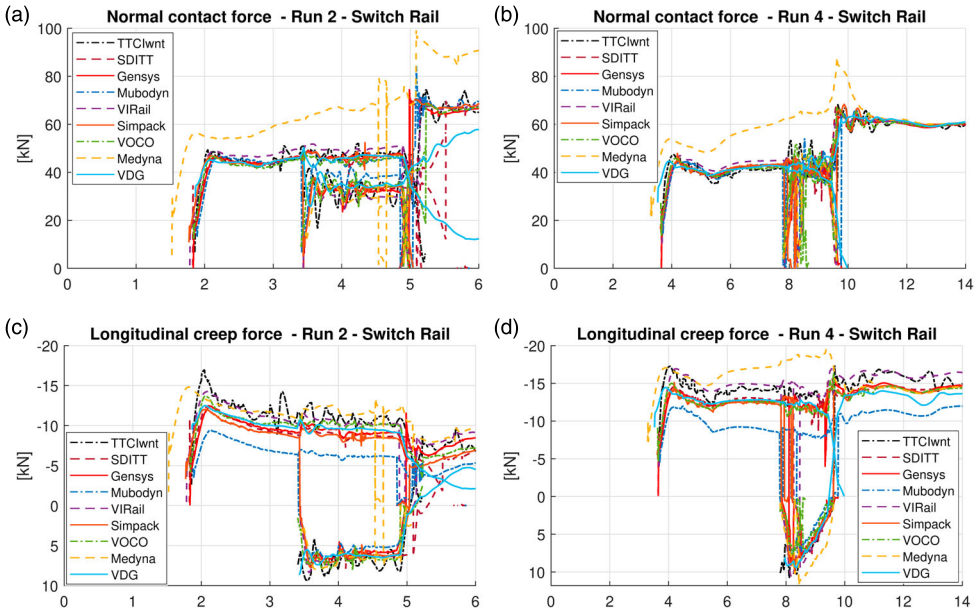 (a)
Normal contact force - Run 2 - Switch Rail
100
80
60
40
20
0
[kN]
TTCIwnt
SDITT
Gensys
Mubodyn
VIRail
Simpack
VOCO
Medyna
VDG
0 1 2 3 4 5 6
(b)
Normal contact force - Run 4 - Switch Rail
100
80
60
40
20
0
[kN]
TTCIwnt
SDITT
Gensys
Mubodyn
VIRail
Simpack
VOCO
Medyna
VDG
0 2 4 6 8 10 12 14
(c)
Longitudinal creep force - Run 2 - Switch Rail
-20
-15
-10
-5
0
5
10
[kN]
TTCIwnt
SDITT
Gensys
Mubodyn
VIRail
Simpack
VOCO
Medyna
VDG
0 1 2 3 4 5 6
(d)
Longitudinal creep force - Run 4 - Switch Rail
-20
-15
-10
-5
0
5
10
[kN]
TTCIwnt
SDITT
Gensys
Mubodyn
VIRail
Simpack
VOCO
Medyna
VDG
0 2 4 6 8 10 12 14